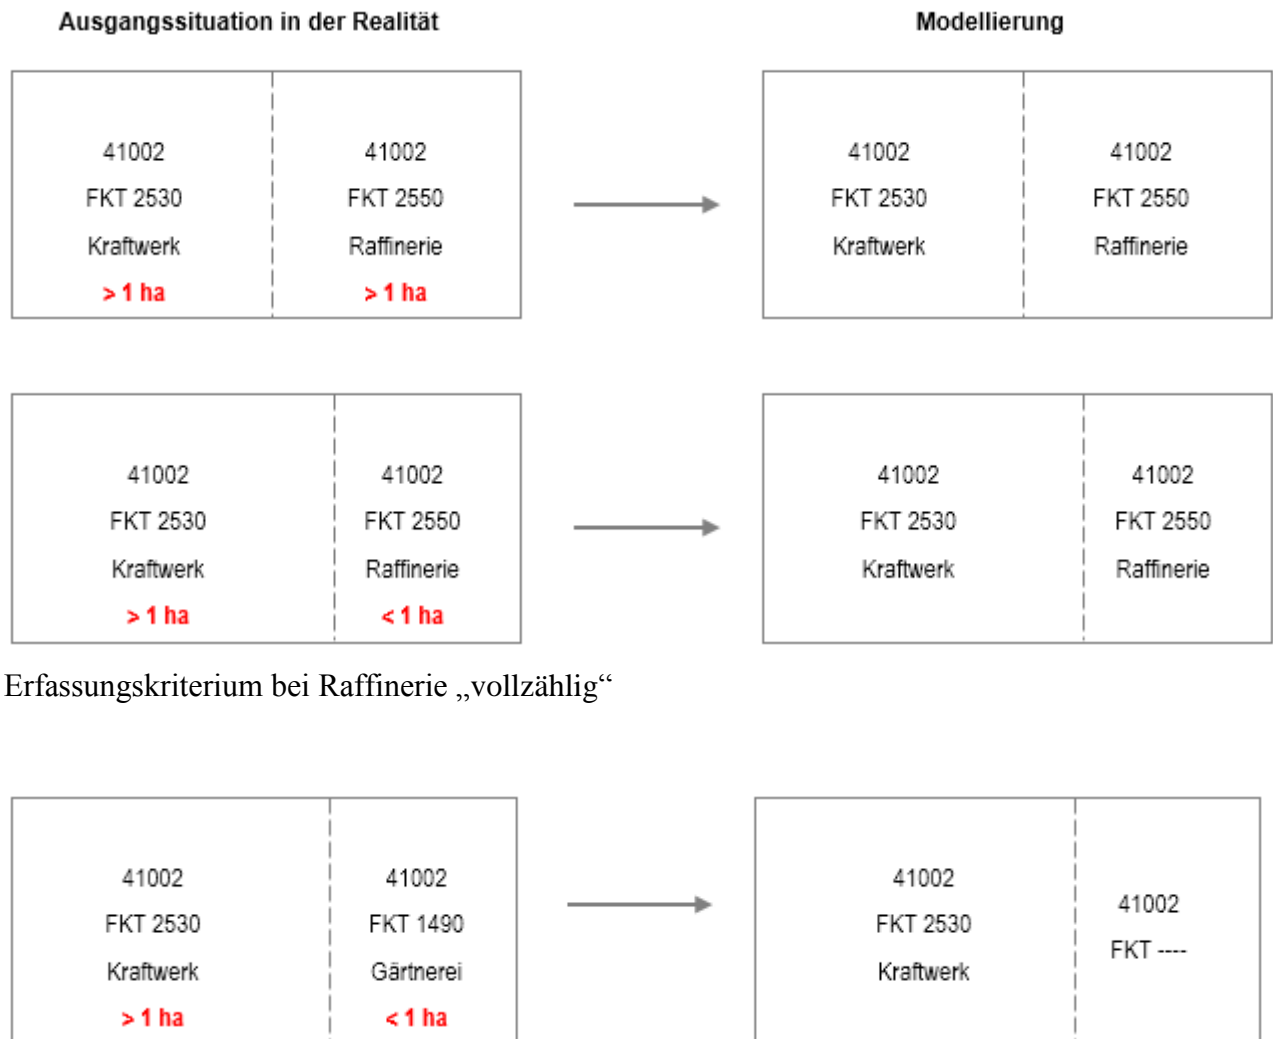 Ausgangssituation in der Realität
Modellierung
41002
FKT 2530
Kraftwerk
> 1 ha
41002
FKT 2550
Raffinerie
> 1 ha
41002
FKT 2530
Kraftwerk
41002
FKT 2550
Raffinerie
41002
FKT 2530
Kraftwerk
> 1 ha
41002
FKT 2550
Raffinerie
< 1 ha
41002
FKT 2530
Kraftwerk
41002
FKT 2550
Raffinerie
Erfassungskriterium bei Raffinerie „vollzählig“
41002
FKT 2530
Kraftwerk
> 1 ha
41002
FKT 1490
Gärtnerei
< 1 ha
41002
FKT 2530
Kraftwerk
41002
FKT ----